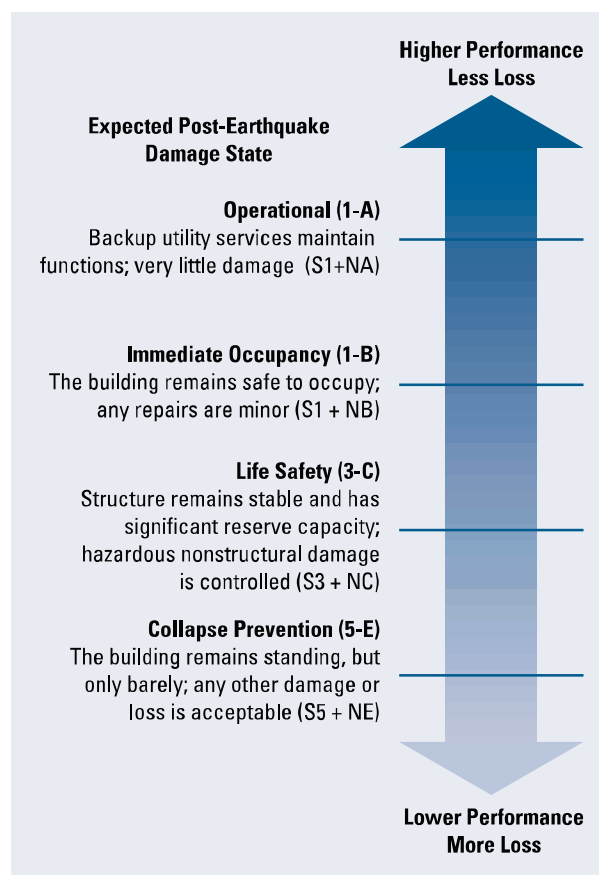 Higher Performance
Less Loss
Expected Post-Earthquake
Damage State
Operational (1-A)
Backup utility services maintain
functions; very little damage (S1+NA)
Immediate Occupancy (1-B)
The building remains safe to occupy;
any repairs are minor (S1 + NB)
Life Safety (3-C)
Structure remains stable and has
significant reserve capacity;
hazardous nonstructural damage
is controlled (S3 + NC)
Collapse Prevention (5-E)
The building remains standing, but
only barely; any other damage or
loss is acceptable (S5 + NE)
Lower Performance
More Loss